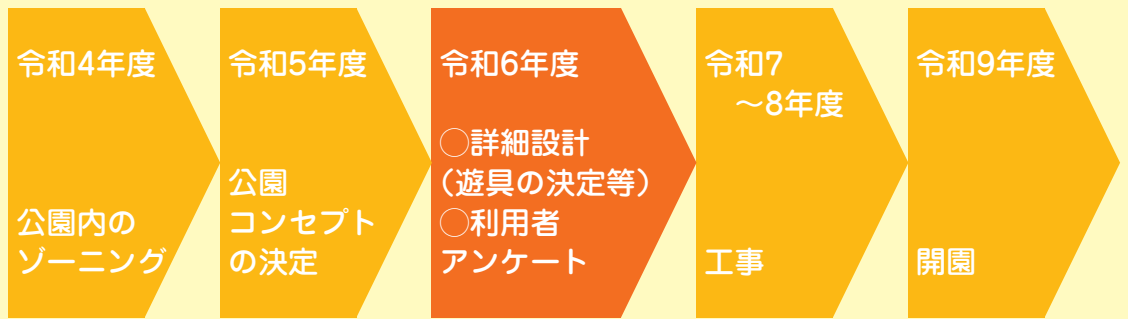 令和4年度
公園内の
ゾーニング
令和5年度
公園
コンセプト
の決定
令和6年度
◯詳細設計
（遊具の決定等）
◯利用者
アンケート
令和7
～8年度
工事
令和9年度
開園